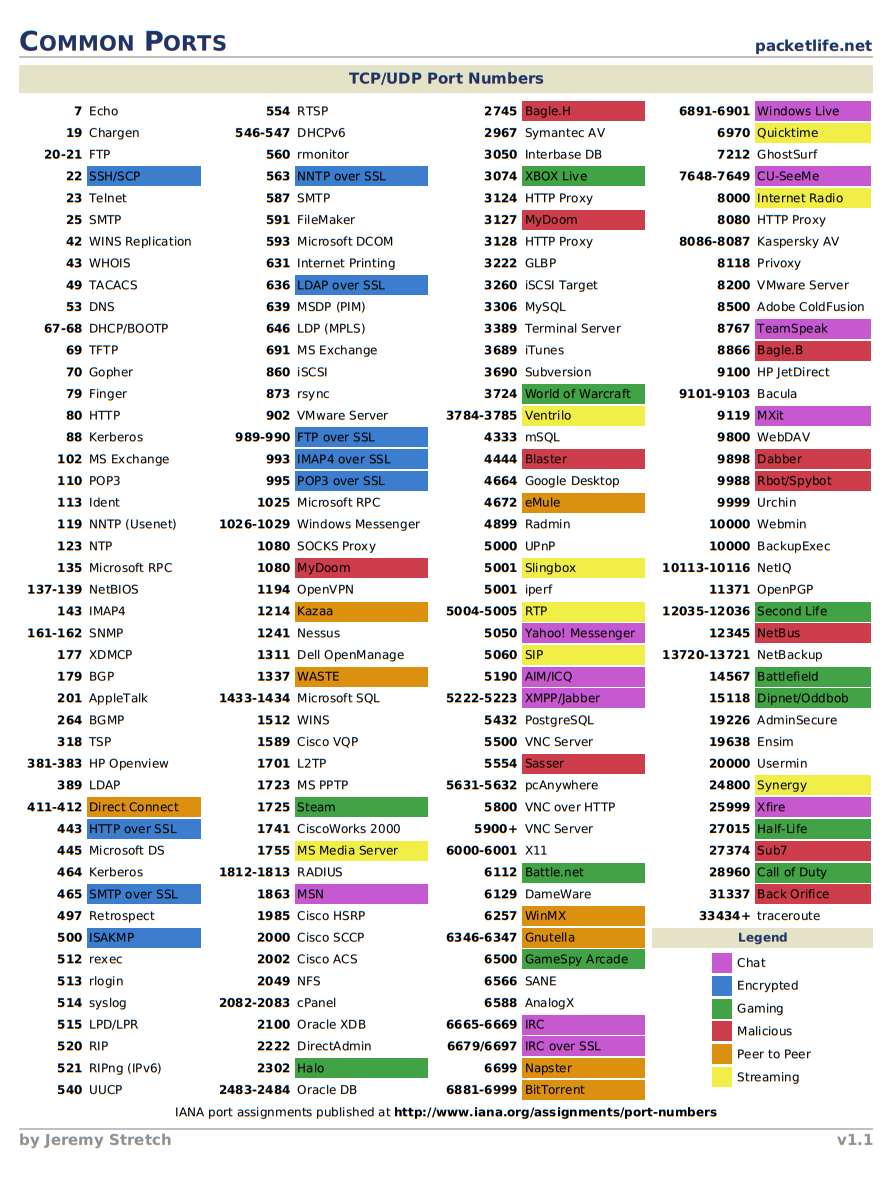 COMMON PORTS
packetlife.net
TCP/UDP Port Numbers
7 Echo
19 Chargen
20-21 FTP
22 SSH/SCP
23 Telnet
25 SMTP
42 WINS Replication
43 WHOIS
49 TACACS
53 DNS
67-68 DHCP/BOOTP
69 TFTP
70 Gopher
79 Finger
80 HTTP
88 Kerberos
102 MS Exchange
110 POP3
113 Ident
119 NNTP (Usenet)
123 NTP
135 Microsoft RPC
137-139 NetBIOS
143 IMAP4
161-162 SNMP
177 XDMCP
179 BGP
201 AppleTalk
264 BGMP
318 TSP
381-383 HP Openview
389 LDAP
411-412 Direct Connect
443 HTTP over SSL
445 Microsoft DS
464 Kerberos
465 SMTP over SSL
497 Retrospect
500 ISAKMP
512 rexec
513 rlogin
514 syslog
515 LPD/LPR
520 RIP
521 RIPng (IPv6)
540 UUCP
554 RTSP
546-547 DHCPv6
560 rmonitor
563 NNTP over SSL
587 SMTP
591 FileMaker
593 Microsoft DCOM
631 Internet Printing
636 LDAP over SSL
639 MSDP (PIM)
646 LDP (MPLS)
691 MS Exchange
860 iSCSI
873 rsync
902 VMware Server
989-990 FTP over SSL
993 IMAP4 over SSL
995 POP3 over SSL
1025 Microsoft RPC
1026-1029 Windows Messenger
1080 SOCKS Proxy
1080 MyDoom
1194 OpenVPN
1214 Kazaa
1241 Nessus
1311 Dell OpenManage
1337 WASTE
1433-1434 Microsoft SQL
1512 WINS
1589 Cisco VQP
1701 L2TP
1723 MS PPTP
1725 Steam
1741 CiscoWorks 2000
1755 MS Media Server
1812-1813 RADIUS
1863 MSN
1985 Cisco HSRP
2000 Cisco SCCP
2002 Cisco ACS
2049 NFS
2082-2083 cPanel
2100 Oracle XDB
2222 DirectAdmin
2302 Halo
2483-2484 Oracle DB
2745 Bagle.H
2967 Symantec AV
3050 Interbase DB
3074 XBOX Live
3124 HTTP Proxy
3127 MyDoom
3128 HTTP Proxy
3222 GLBP
3260 iSCSI Target
3306 MySQL
3389 Terminal Server
3689 iTunes
3690 Subversion
3724 World of Warcraft
3784-3785 Ventrilo
4333 mSQL
4444 Blaster
4664 Google Desktop
4672 eMule
4899 Radmin
5000 UPnP
5001 Slingbox
5001 iperf
5004-5005 RTP
5050 Yahoo! Messenger
5060 SIP
5190 AIM/ICQ
5222-5223 XMPP/Jabber
5432 PostgreSQL
5500 VNC Server
5554 Sasser
5631-5632 pcAnywhere
5800 VNC over HTTP
5900+ VNC Server
6000-6001 X11
6112 Battle.net
6129 DameWare
6257 WinMX
6346-6347 Gnutella
6500 GameSpy Arcade
6566 SANE
6588 AnalogX
6665-6669 IRC
6679/6697 IRC over SSL
6699 Napster
6881-6999 BitTorrent
6891-6901 Windows Live
6970 Quicktime
7212 GhostSurf
7648-7649 CU-SeeMe
8000 Internet Radio
8080 HTTP Proxy
8086-8087 Kaspersky AV
8118 Privoxy
8200 VMware Server
8500 Adobe ColdFusion
8767 TeamSpeak
8866 Bagle.B
9100 HP JetDirect
9101-9103 Bacula
9119 MXit
9800 WebDAV
9898 Dabber
9988 Rbot/Spybot
9999 Urchin
10000 Webmin
10000 BackupExec
10113-10116 NetIQ
11371 OpenPGP
12035-12036 Second Life
12345 NetBus
13720-13721 NetBackup
14567 Battlefield
15118 Dipnet/Oddbob
19226 AdminSecure
19638 Ensim
20000 Usermin
24800 Synergy
25999 Xfire
27015 Half-Life
27374 Sub7
28960 Call of Duty
31337 Back Orifice
33434+ traceroute
Legend
Chat
Encrypted
Gaming
Malicious
Peer to Peer
Streaming
IANA port assignments published at http://www.iana.org/assignments/port-numbers
by Jeremy Stretch
v1.1